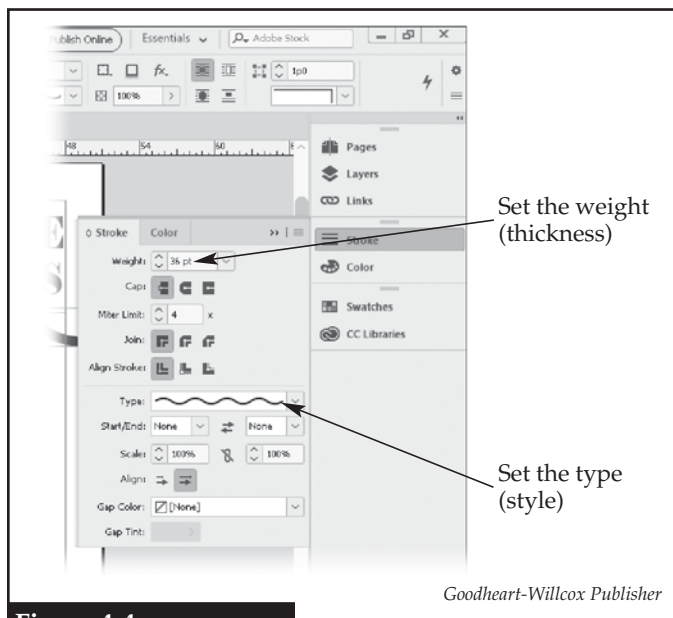 Publish Online Essentials Adobe Stock
fx. 1p0
100%
48 54 60
Pages
Layers
Links
Stroke
Color
Swatches
CC Libraries
Stroke Color
Weight: 36 pt
Cap:
Miter Limit: 4 x
Join:
Align Stroke:
Type:
Start/End: None None
Scale: 100% 100%
Align:
Gap Color: [None]
Gap Tint:
Set the weight
(thickness)
Set the type
(style)
Goodheart-Willcox Publisher